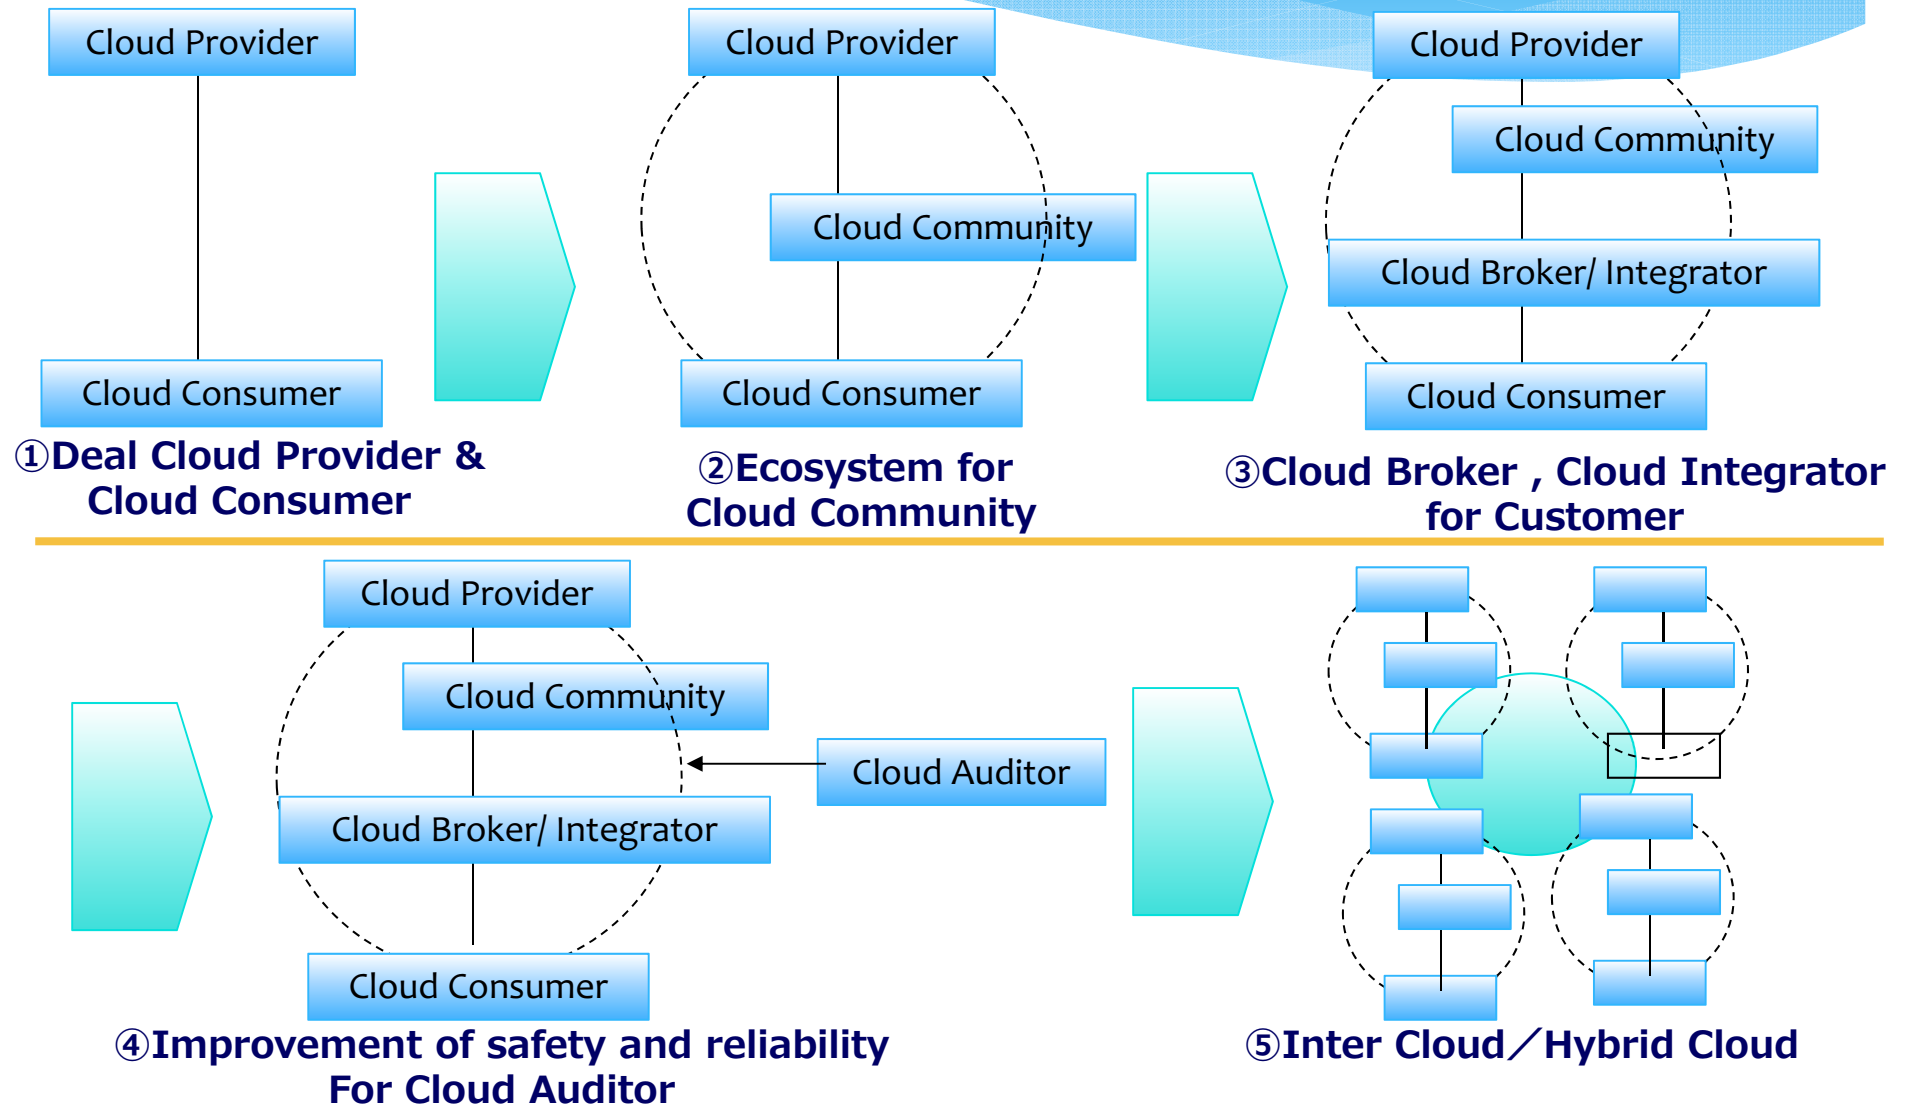 Cloud Provider
Cloud Consumer
①Deal Cloud Provider &
Cloud Consumer
Cloud Provider
Cloud Community
Cloud Consumer
②Ecosystem for
Cloud Community
Cloud Provider
Cloud Community
Cloud Broker/ Integrator
Cloud Consumer
③Cloud Broker , Cloud Integrator
for Customer
Cloud Provider
Cloud Community
Cloud Auditor
Cloud Broker/ Integrator
Cloud Consumer
④Improvement of safety and reliability
For Cloud Auditor
⑤Inter Cloud／Hybrid Cloud